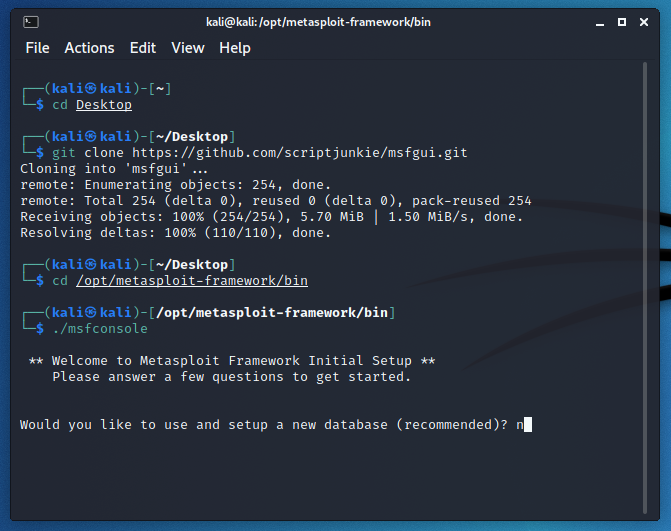 kali@kali:/opt/metasploit-framework/bin
File Actions Edit View Help
┌──(kali㉿kali)-[~]
└─$ cd Desktop
┌──(kali㉿kali)-[~/Desktop]
└─$ git clone https://github.com/scriptjunkie/msfgui.git
Cloning into 'msfgui'...
remote: Enumerating objects: 254, done.
remote: Total 254 (delta 0), reused 0 (delta 0), pack-reused 254
Receiving objects: 100% (254/254), 5.70 MiB | 1.50 MiB/s, done.
Resolving deltas: 100% (110/110), done.
┌──(kali㉿kali)-[~/Desktop]
└─$ cd /opt/metasploit-framework/bin
┌──(kali㉿kali)-[/opt/metasploit-framework/bin]
└─$ ./msfconsole
** Welcome to Metasploit Framework Initial Setup **
Please answer a few questions to get started.
Would you like to use and setup a new database (recommended)? n